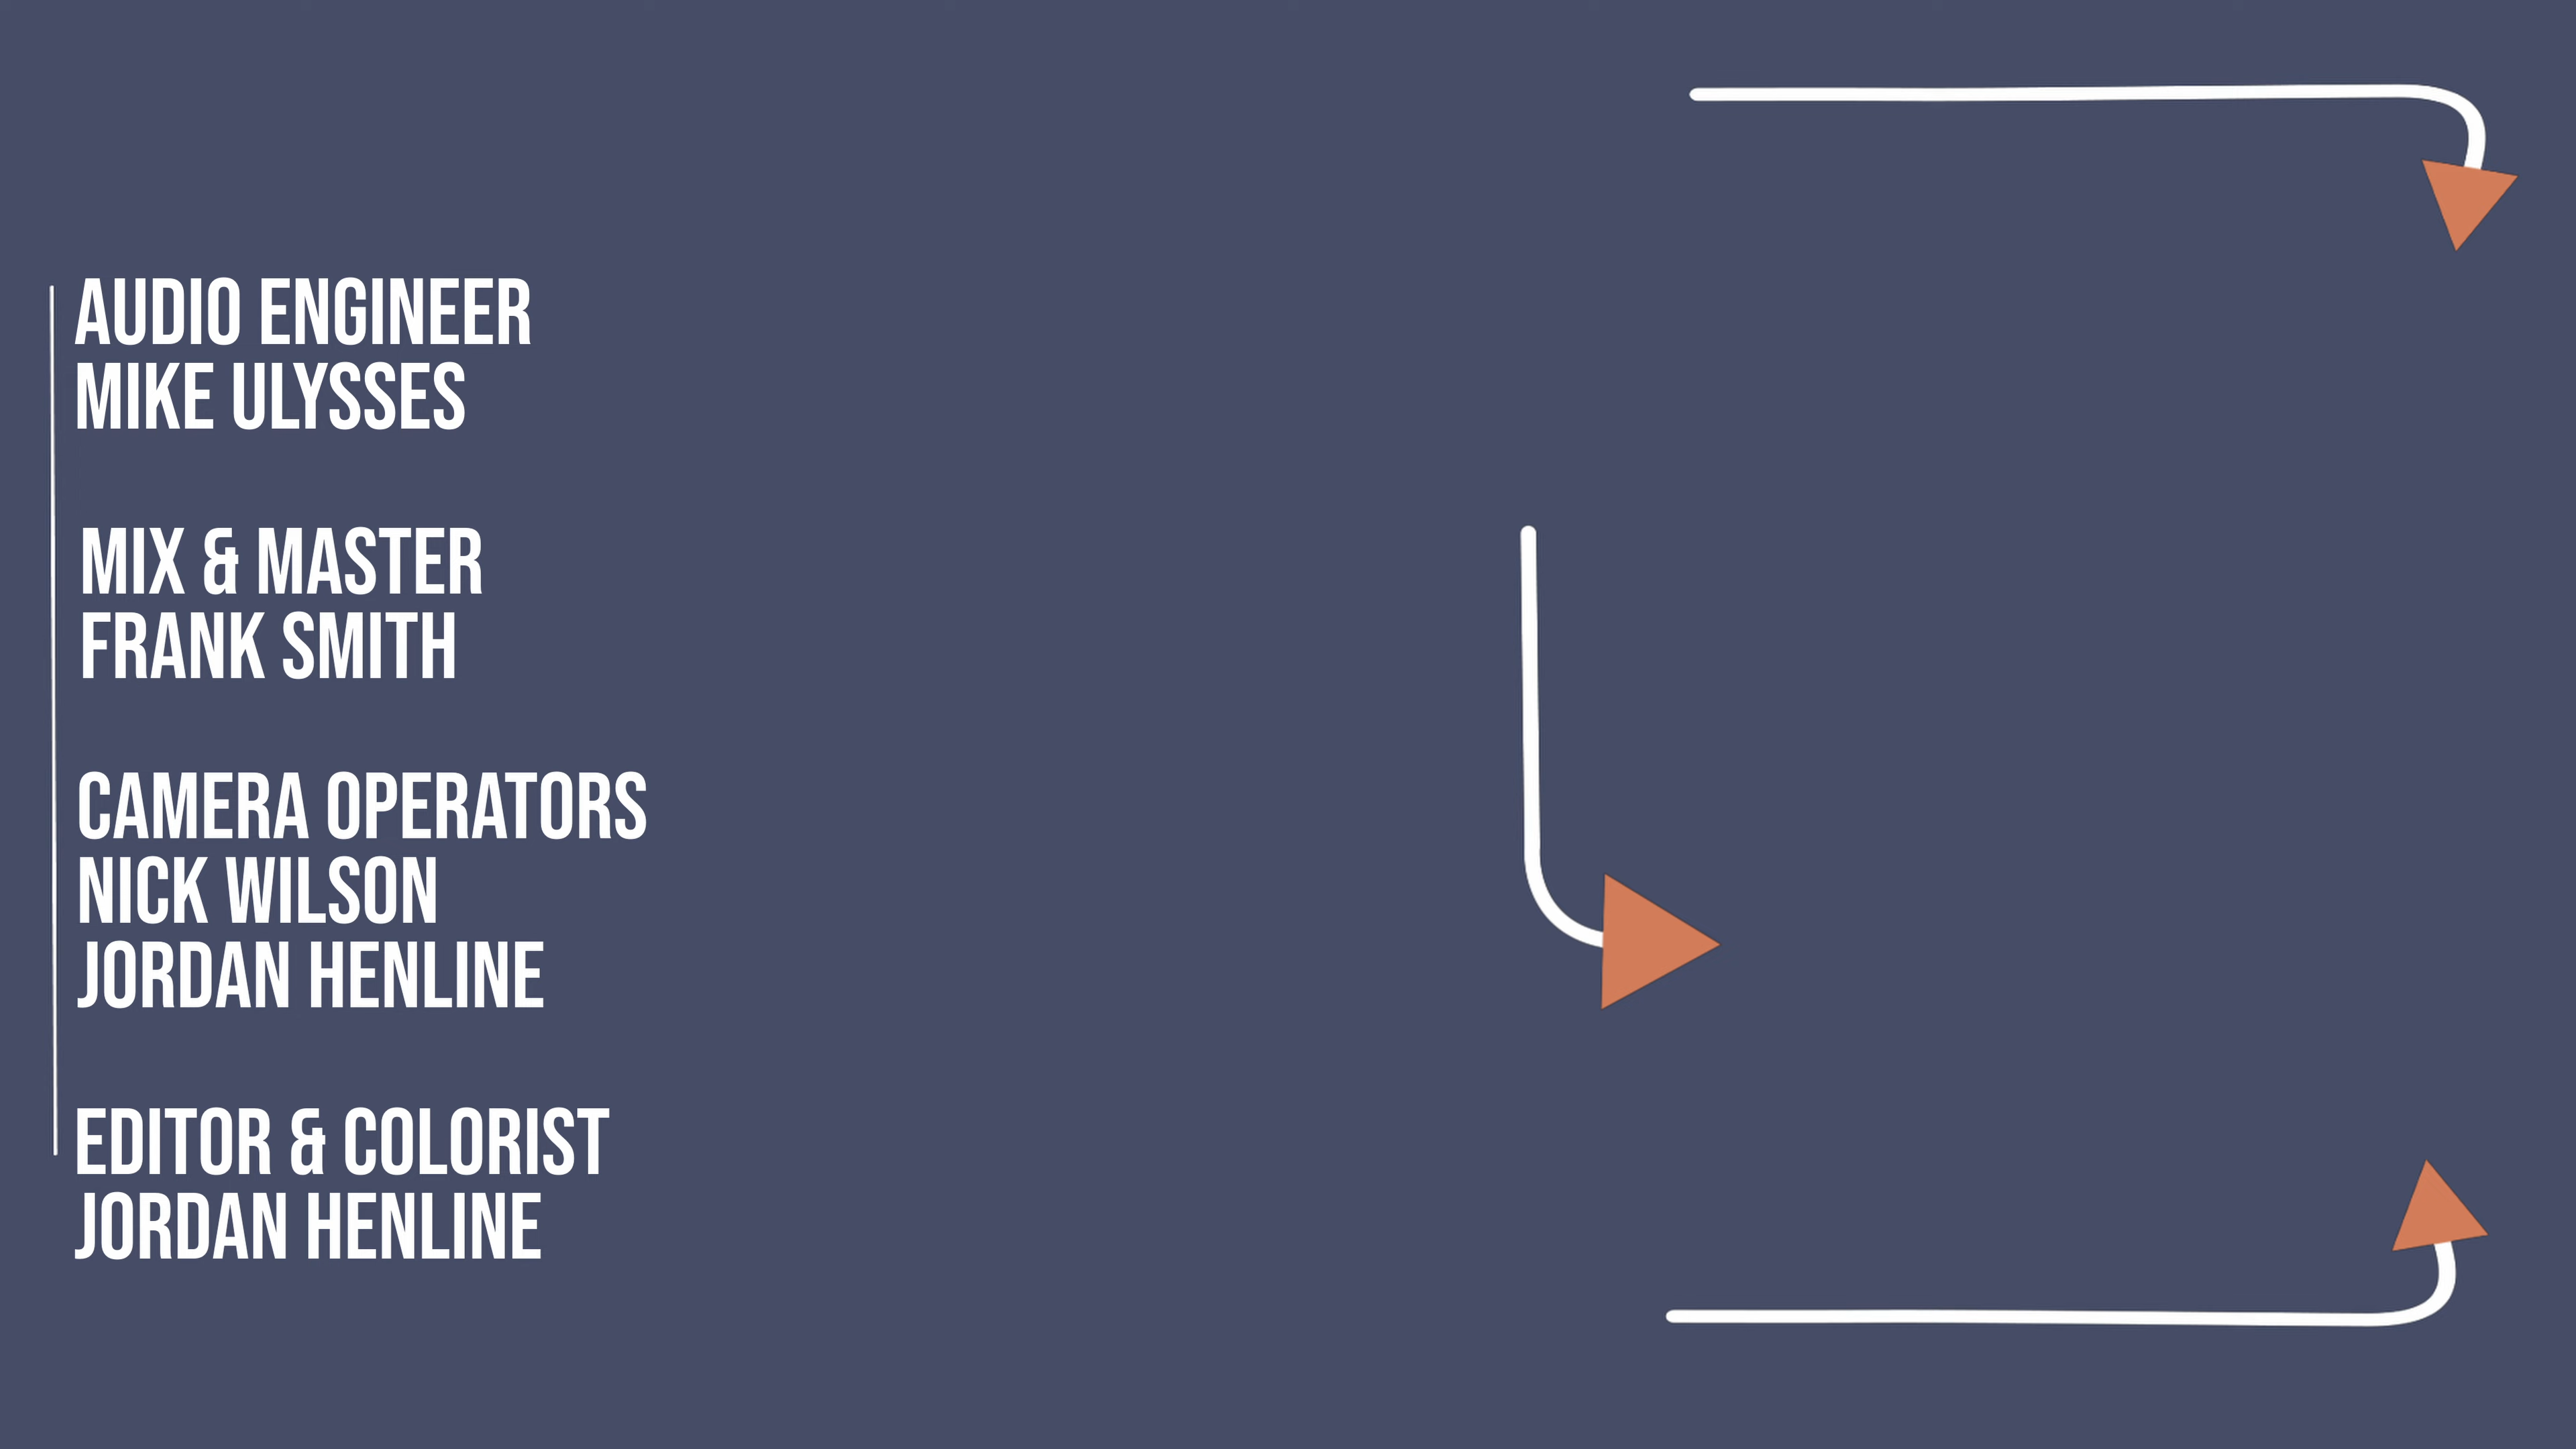 AUDIO ENGINEER
MIKE ULYSSES
MIX & MASTER
FRANK SMITH
CAMERA OPERATORS
NICK WILSON
JORDAN HENLINE
EDITOR & COLORIST
JORDAN HENLINE